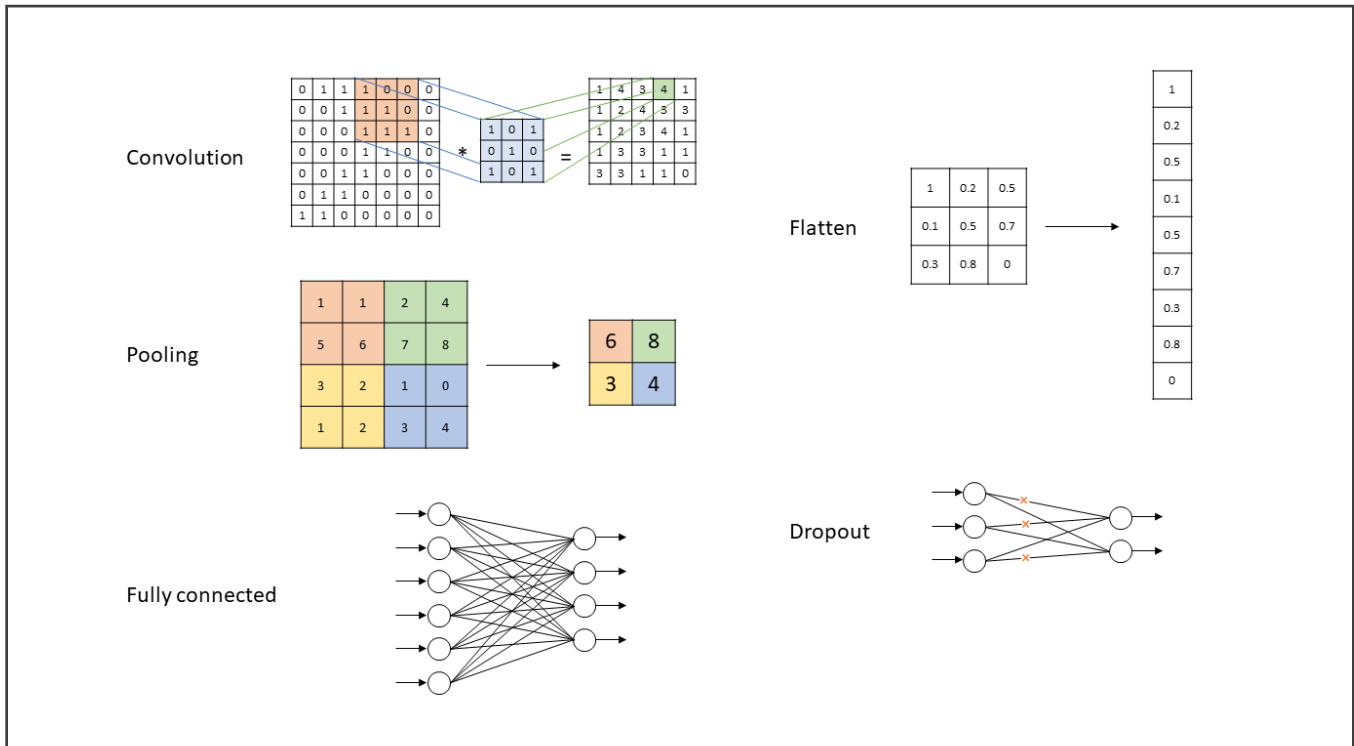 Convolution
0 1 1 1 0 0 0
0 0 1 1 1 0 0
0 0 0 1 1 1 0
0 0 0 1 1 0 0
0 0 1 1 0 0 0
0 1 1 0 0 0 0
1 1 0 0 0 0 0
*
1 0 1
0 1 0
1 0 1
=
1 4 3 4 1
1 2 4 3 3
1 2 3 4 1
1 3 3 1 1
3 3 1 1 0
Pooling
1 1 2 4
5 6 7 8
3 2 1 0
1 2 3 4
6 8
3 4
Fully connected
Flatten
1 0.2 0.5
0.1 0.5 0.7
0.3 0.8 0
1
0.2
0.5
0.1
0.5
0.7
0.3
0.8
0
Dropout